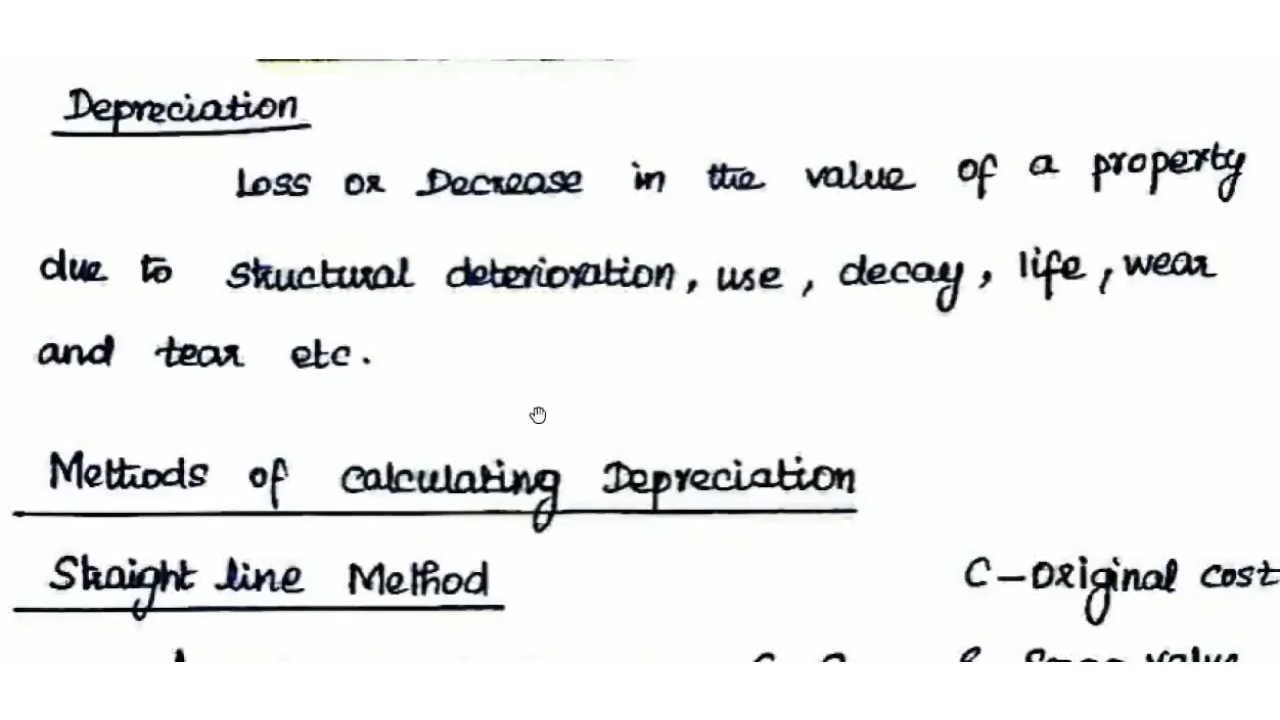 Depreciation
Loss or Decrease in the value of a property
due to structural deterioration, use, decay, life, wear
and tear etc.
Methods of calculating Depreciation
Straight line Method C-original cost
value